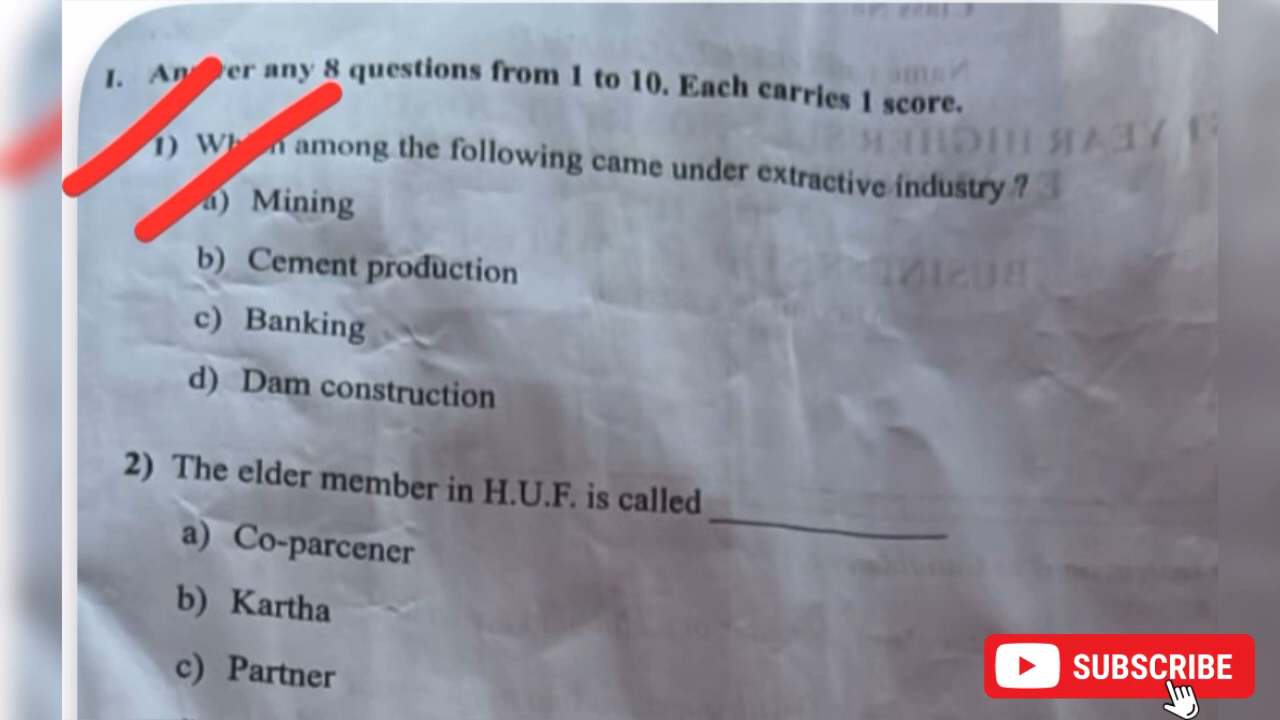 I. er any 8 questions from 1 to 10. Each carries 1 score.
1) among the following came under extractive industry ?
a) Mining
b) Cement production
c) Banking
d) Dam construction
2) The elder member in H.U.F. is called
a) Co-parcener
b) Kartha
c) Partner
SUBSCRIBE